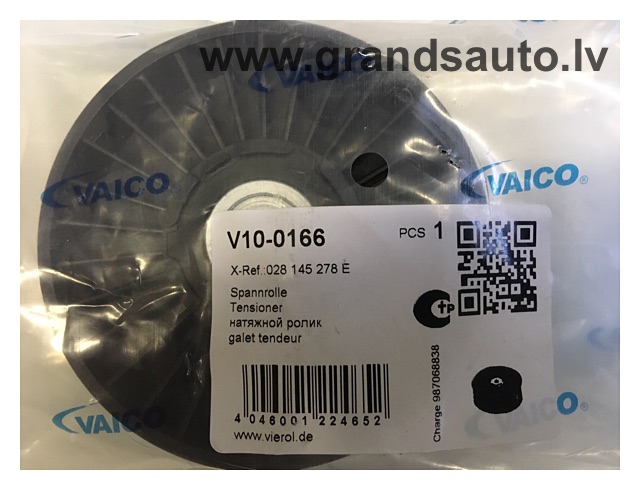 www.grandsauto.lv
VAICO
VAICO®
V10-0166
PCS 1
X-Ref.:028 145 278 E
Spannrolle
Tensioner
натяжной ролик
galet tendeur
TP
4 046001 224652
www.vierol.de
Charge 987068838
VAICO
VAICO®